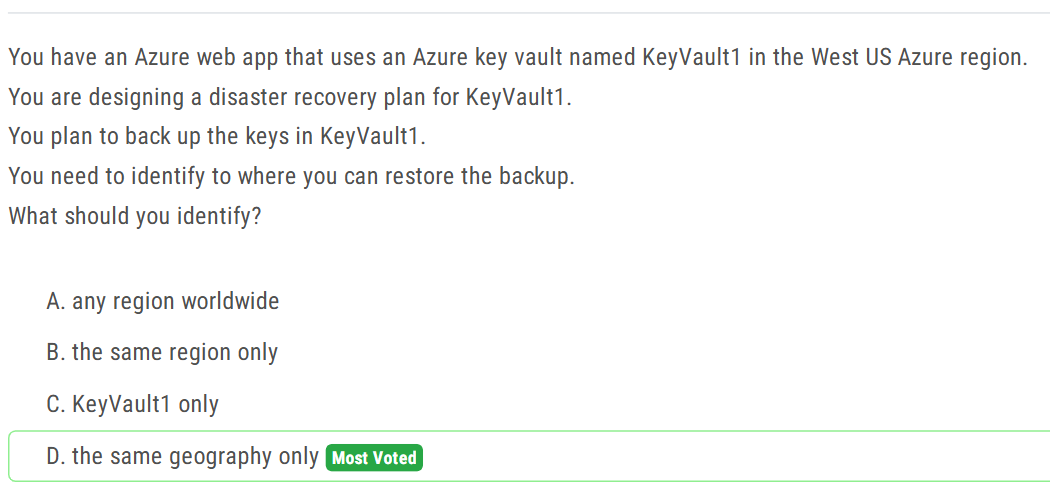 You have an Azure web app that uses an Azure key vault named KeyVault1 in the West US Azure region.
You are designing a disaster recovery plan for KeyVault1.
You plan to back up the keys in KeyVault1.
You need to identify to where you can restore the backup.
What should you identify?
A. any region worldwide
B. the same region only
C. KeyVault1 only
D. the same geography only Most Voted